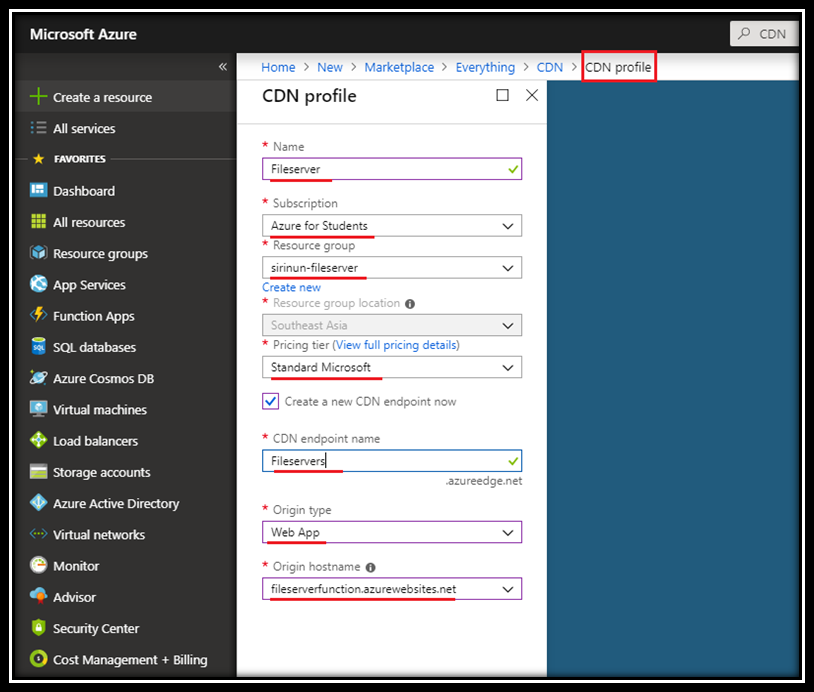 Microsoft Azure
CDN
«
Home > New > Marketplace > Everything > CDN > CDN profile
Create a resource
All services
FAVORITES
Dashboard
All resources
Resource groups
App Services
Function Apps
SQL databases
Azure Cosmos DB
Virtual machines
Load balancers
Storage accounts
Azure Active Directory
Virtual networks
Monitor
Advisor
Security Center
Cost Management + Billing
CDN profile
* Name
Fileserver
* Subscription
Azure for Students
* Resource group
sirinun-fileserver
Create new
* Resource group location
Southeast Asia
* Pricing tier (View full pricing details)
Standard Microsoft
Create a new CDN endpoint now
* CDN endpoint name
Fileservers
.azureedge.net
* Origin type
Web App
* Origin hostname
fileserverfunction.azurewebsites.net